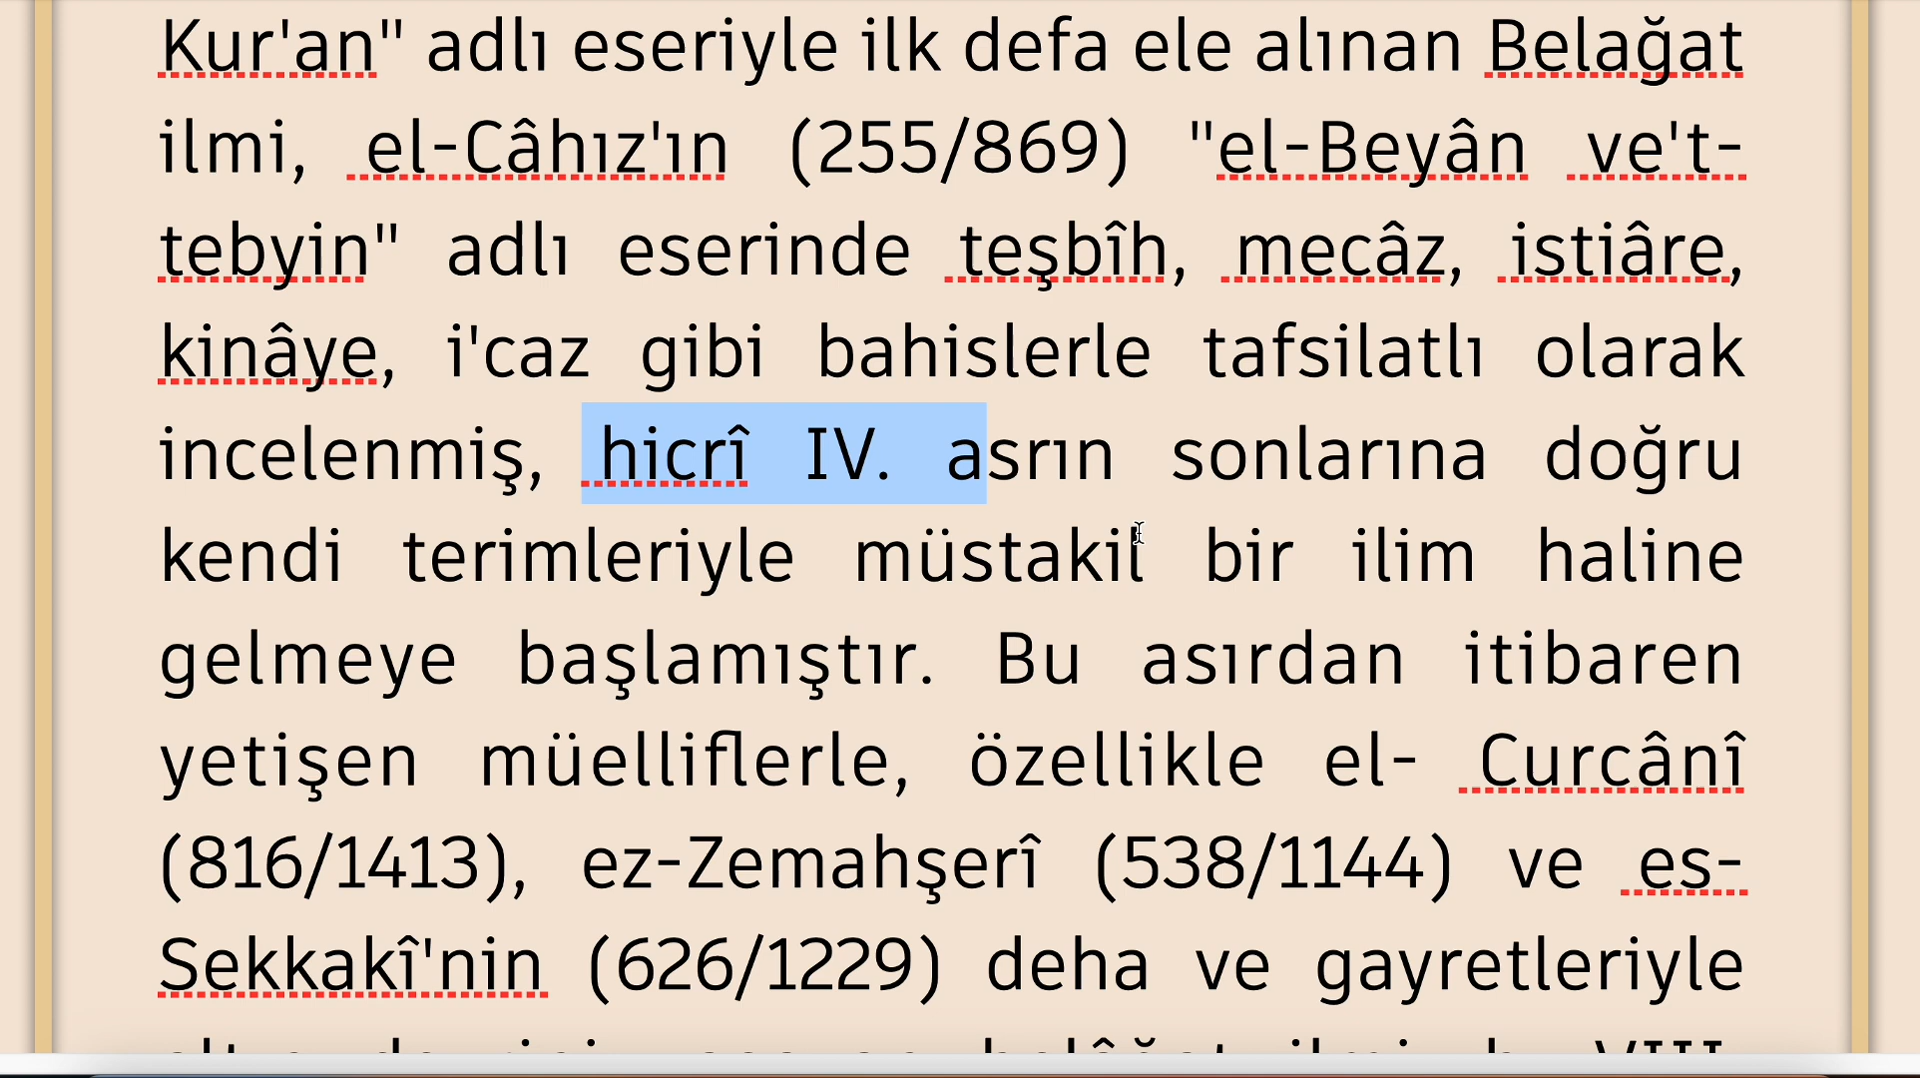 Kur'an" adlı eseriyle ilk defa ele alınan Belağat
ilmi, el-Câhız'ın (255/869) "el-Beyân ve't-
tebyin" adlı eserinde teşbîh, mecâz, istiâre,
kinâye, i'caz gibi bahislerle tafsilatlı olarak
incelenmiş, hicrî IV. asrın sonlarına doğru
kendi terimleriyle müstakil bir ilim haline
gelmeye başlamıştır. Bu asırdan itibaren
yetişen müelliflerle, özellikle el- Curcânî
(816/1413), ez-Zemahşerî (538/1144) ve es-
Sekkakî'nin (626/1229) deha ve gayretleriyle